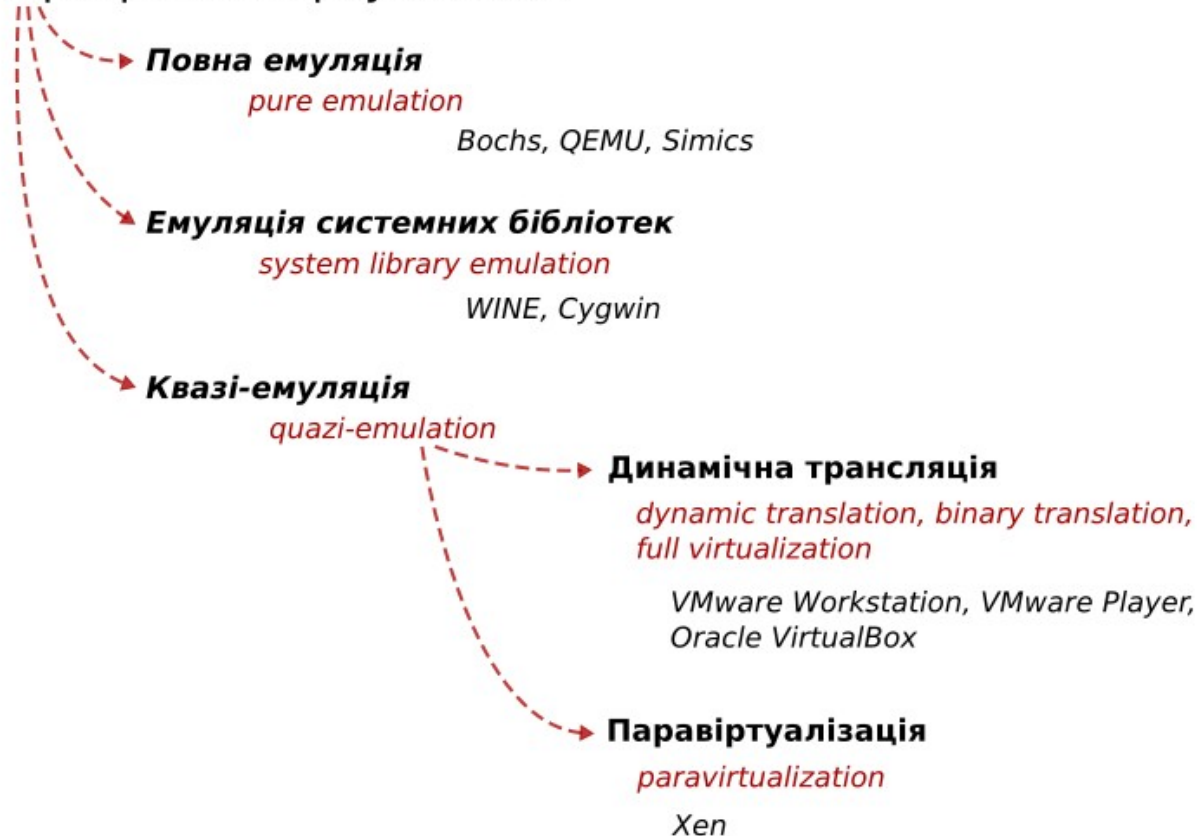 Повна емуляція
pure emulation
Bochs, QEMU, Simics
Емуляція системних бібліотек
system library emulation
WINE, Cygwin
Квазі-емуляція
quazi-emulation
Динамічна трансляція
dynamic translation, binary translation,
full virtualization
VMware Workstation, VMware Player,
Oracle VirtualBox
Паравіртуалізація
paravirtualization
Xen